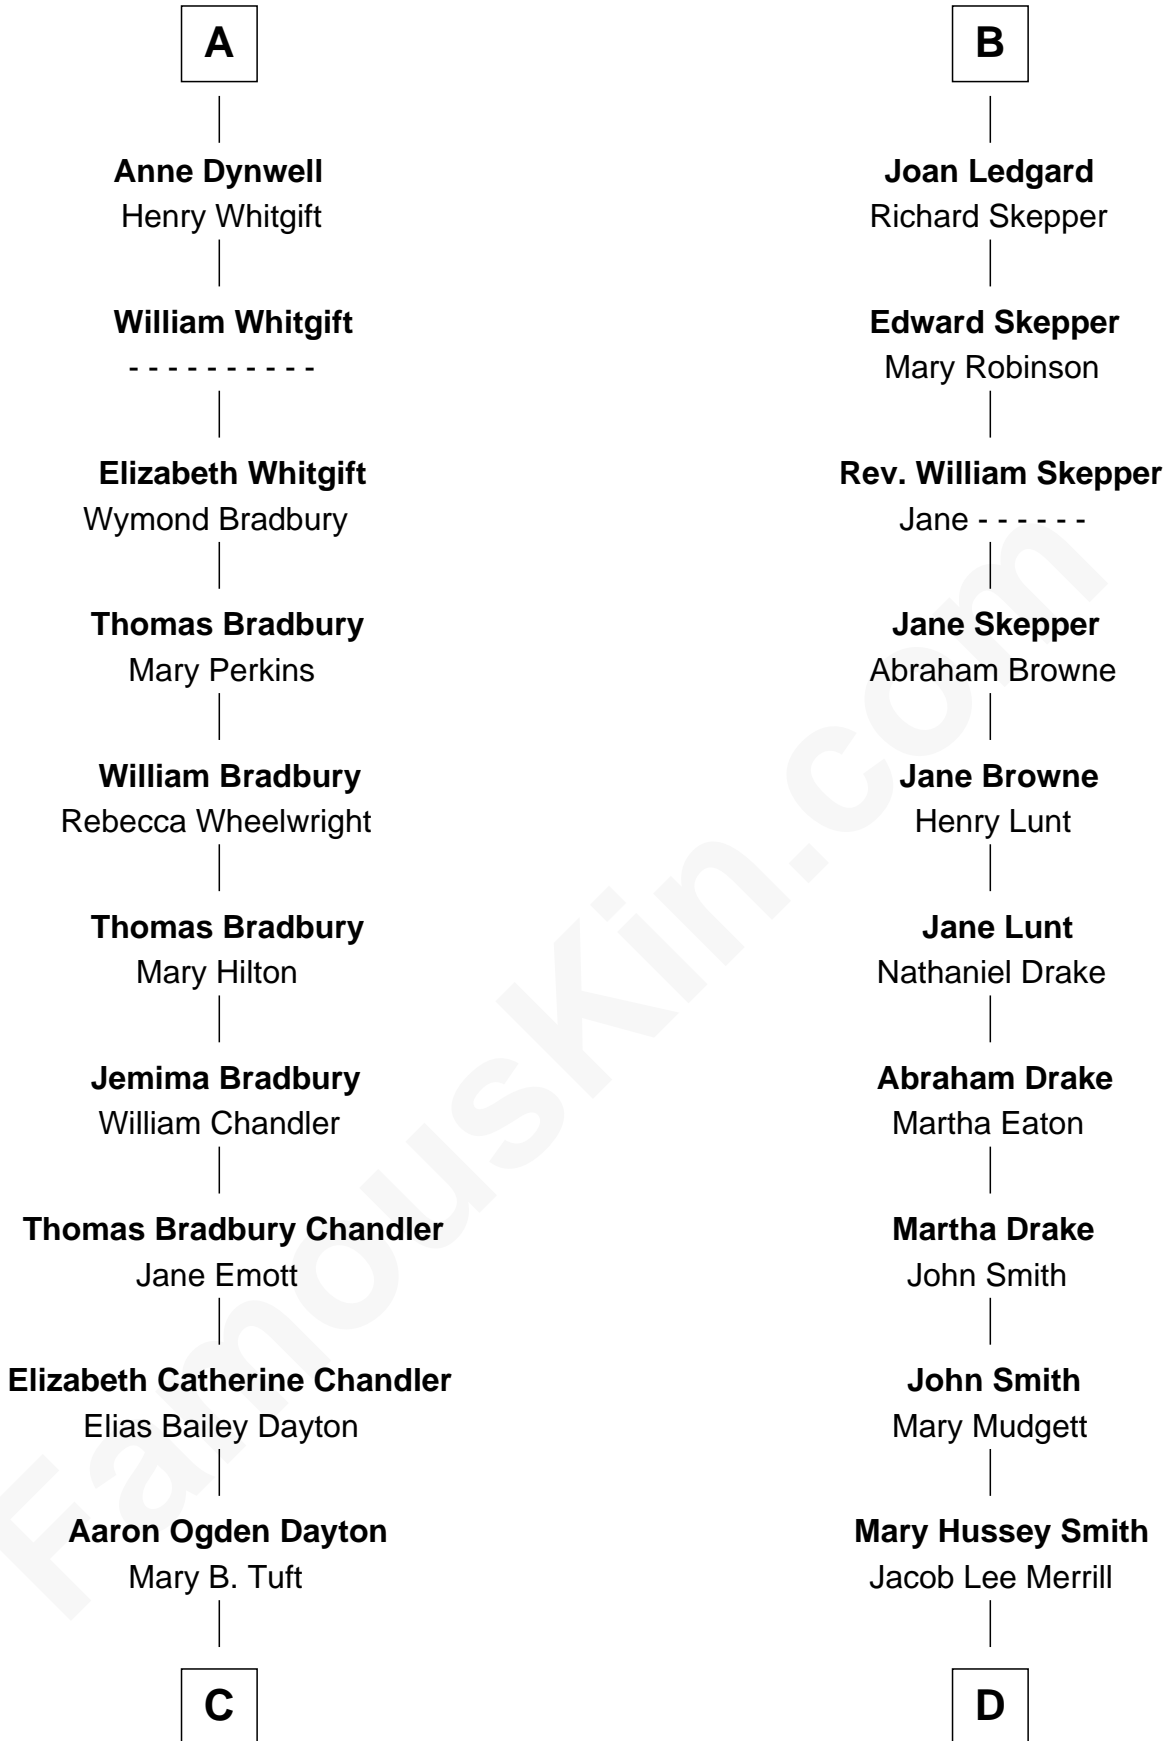 A
Anne Dynwell
Henry Whitgift
William Whitgift
- - - - - - - - - -
Elizabeth Whitgift
Wymond Bradbury
Thomas Bradbury
Mary Perkins
William Bradbury
Rebecca Wheelwright
Thomas Bradbury
Mary Hilton
Jemima Bradbury
William Chandler
Thomas Bradbury Chandler
Jane Emott
Elizabeth Catherine Chandler
Elias Bailey Dayton
Aaron Ogden Dayton
Mary B. Tuft
C
B
Joan Ledgard
Richard Skepper
Edward Skepper
Mary Robinson
Rev. William Skepper
Jane - - - - - -
Jane Skepper
Abraham Browne
Jane Browne
Henry Lunt
Jane Lunt
Nathaniel Drake
Abraham Drake
Martha Eaton
Martha Drake
John Smith
John Smith
Mary Mudgett
Mary Hussey Smith
Jacob Lee Merrill
D
FamousKin.com